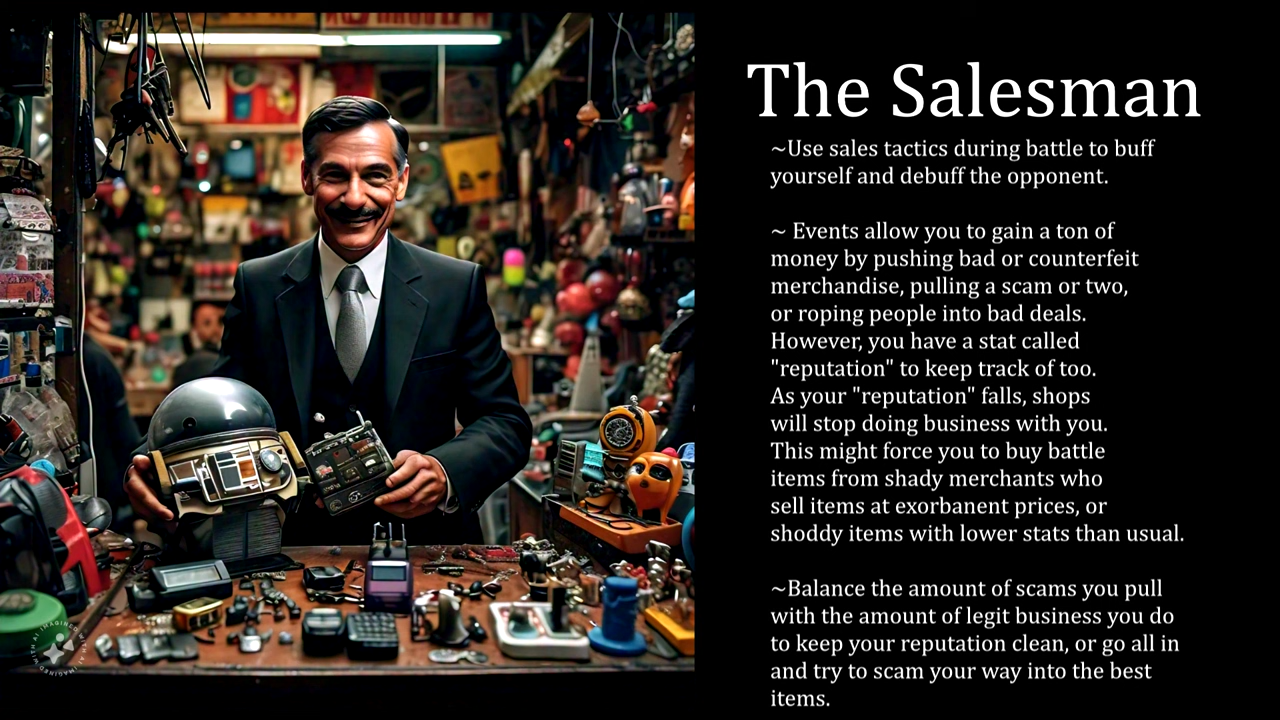 The Salesman
~Use sales tactics during battle to buff
yourself and debuff the opponent.
~ Events allow you to gain a ton of
money by pushing bad or counterfeit
merchandise, pulling a scam or two,
or roping people into bad deals.
However, you have a stat called
"reputation" to keep track of too.
As your "reputation" falls, shops
will stop doing business with you.
This might force you to buy battle
items from shady merchants who
sell items at exorbanent prices, or
shoddy items with lower stats than usual.
~Balance the amount of scams you pull
with the amount of legit business you do
to keep your reputation clean, or go all in
and try to scam your way into the best
items.
IMAGINED WITH AI